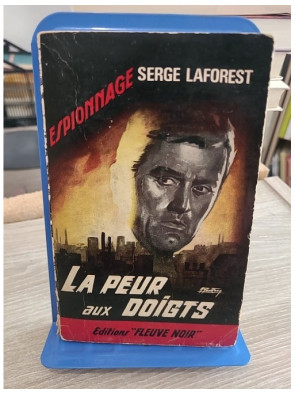 ESPIONNAGE
SERGE LAFOREST
LA PEUR
AUX DOIGTS
Editions "FLEUVE NOIR"